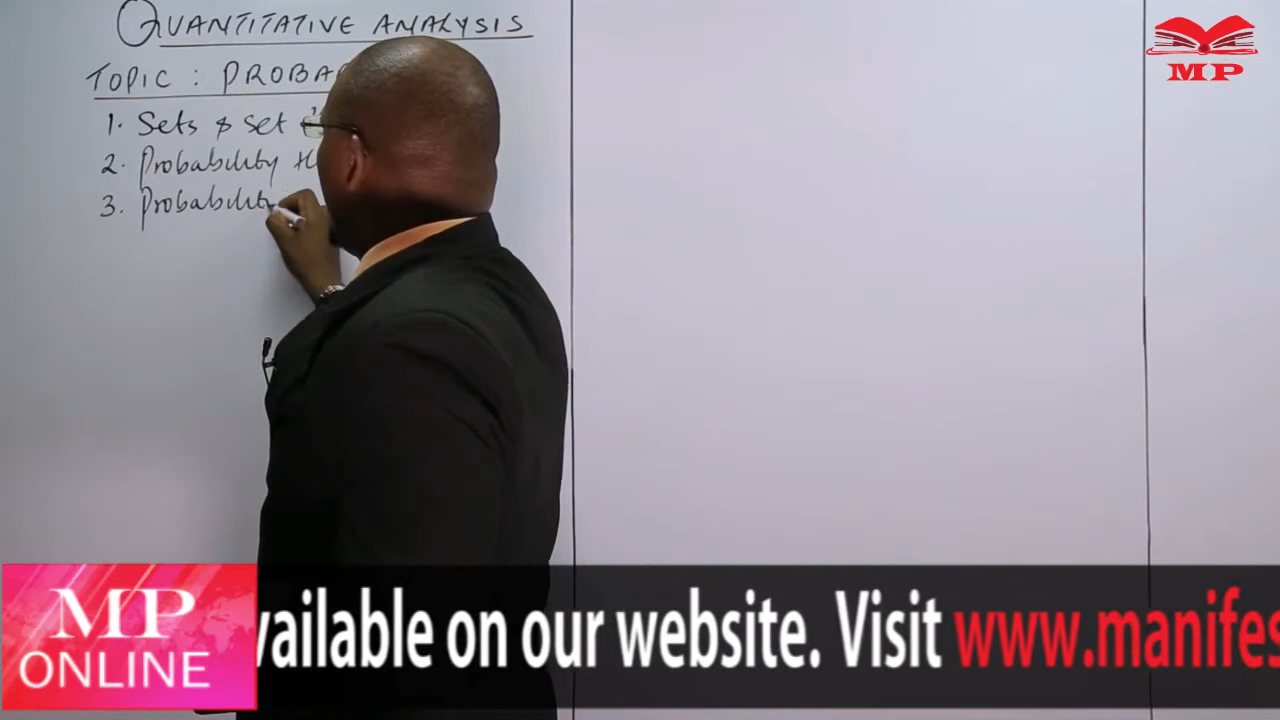 QUANTITATIVE ANALYSIS
TOPIC : PROBA
1. Sets & set
2. Probability
3. Probability
MP
MP
ONLINE
vailable on our website. Visit www.manifes